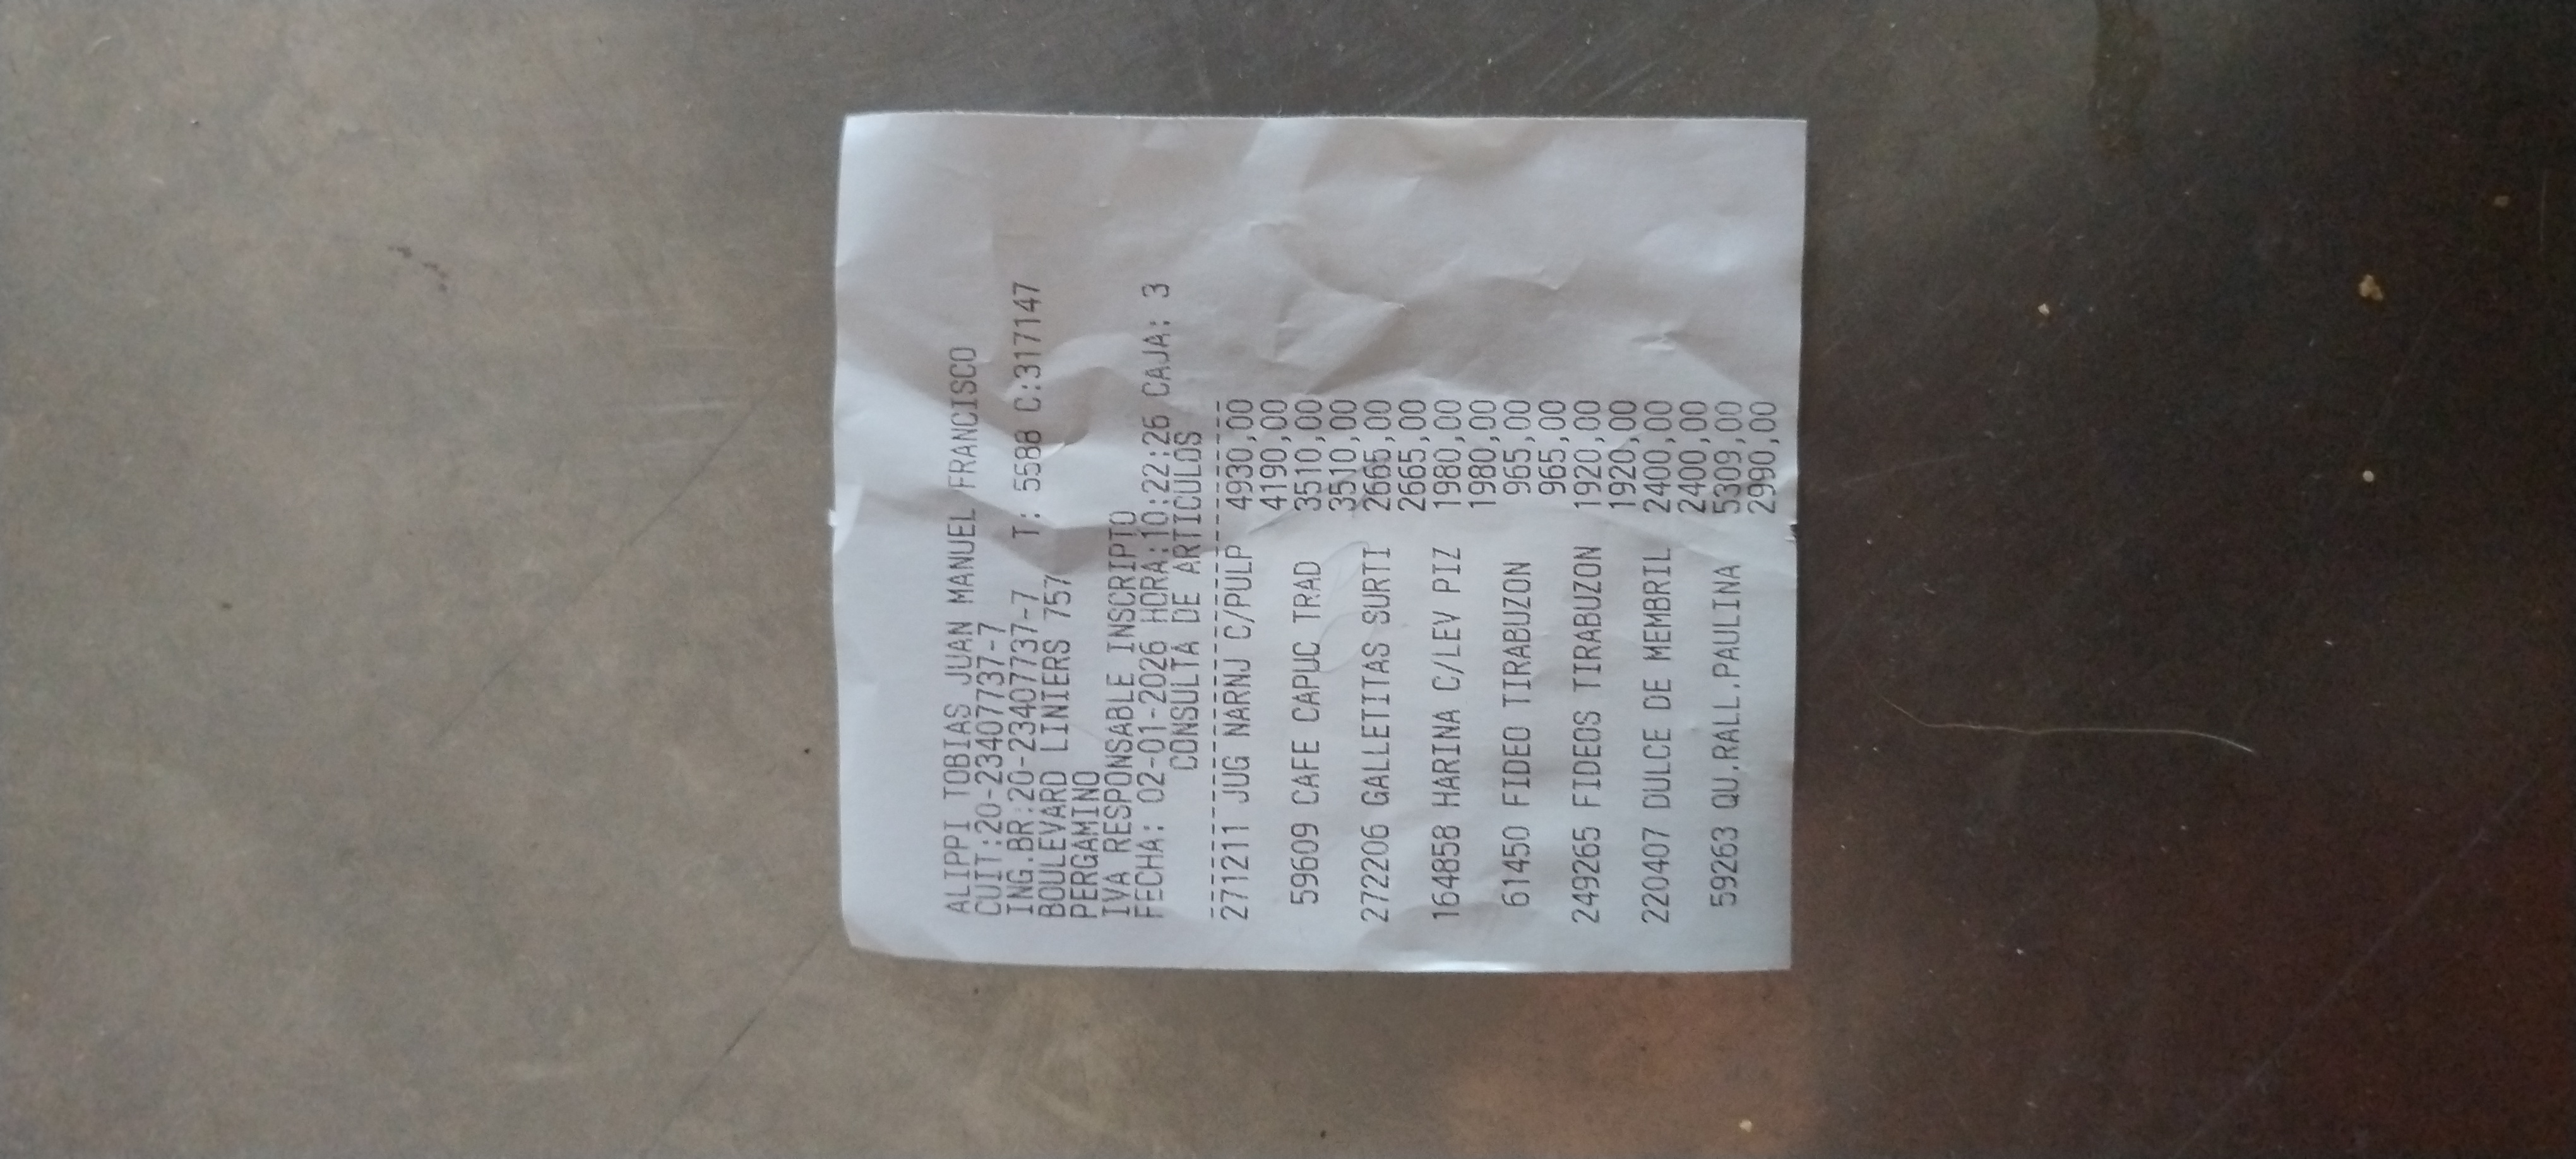 ALIPPI TOBIAS JUAN MANUEL FRANCISCO
CUIT:20-23407737-7
ING.BR:20-23407737-7 T: 5588 C:317147
BOULEVARD LINIERS 757
PERGAMINO
IVA RESPONSABLE INSCRIPTO
FECHA: 02-01-2026 HORA:10:22:26 CAJA: 3
CONSULTA DE ARTICULOS
------------------------------------
271211 JUG NARNJ C/PULP 4930,00
4190,00
59609 CAFE CAPUC TRAD 3510,00
3510,00
272206 GALLETITAS SURTI 2665,00
2665,00
164858 HARINA C/LEV PIZ 1980,00
1980,00
61450 FIDEO TIRABUZON 965,00
965,00
249265 FIDEOS TIRABUZON 1920,00
1920,00
220407 DULCE DE MEMBRIL 2400,00
2400,00
59263 QU.RALL.PAULINA 5309,00
2990,00